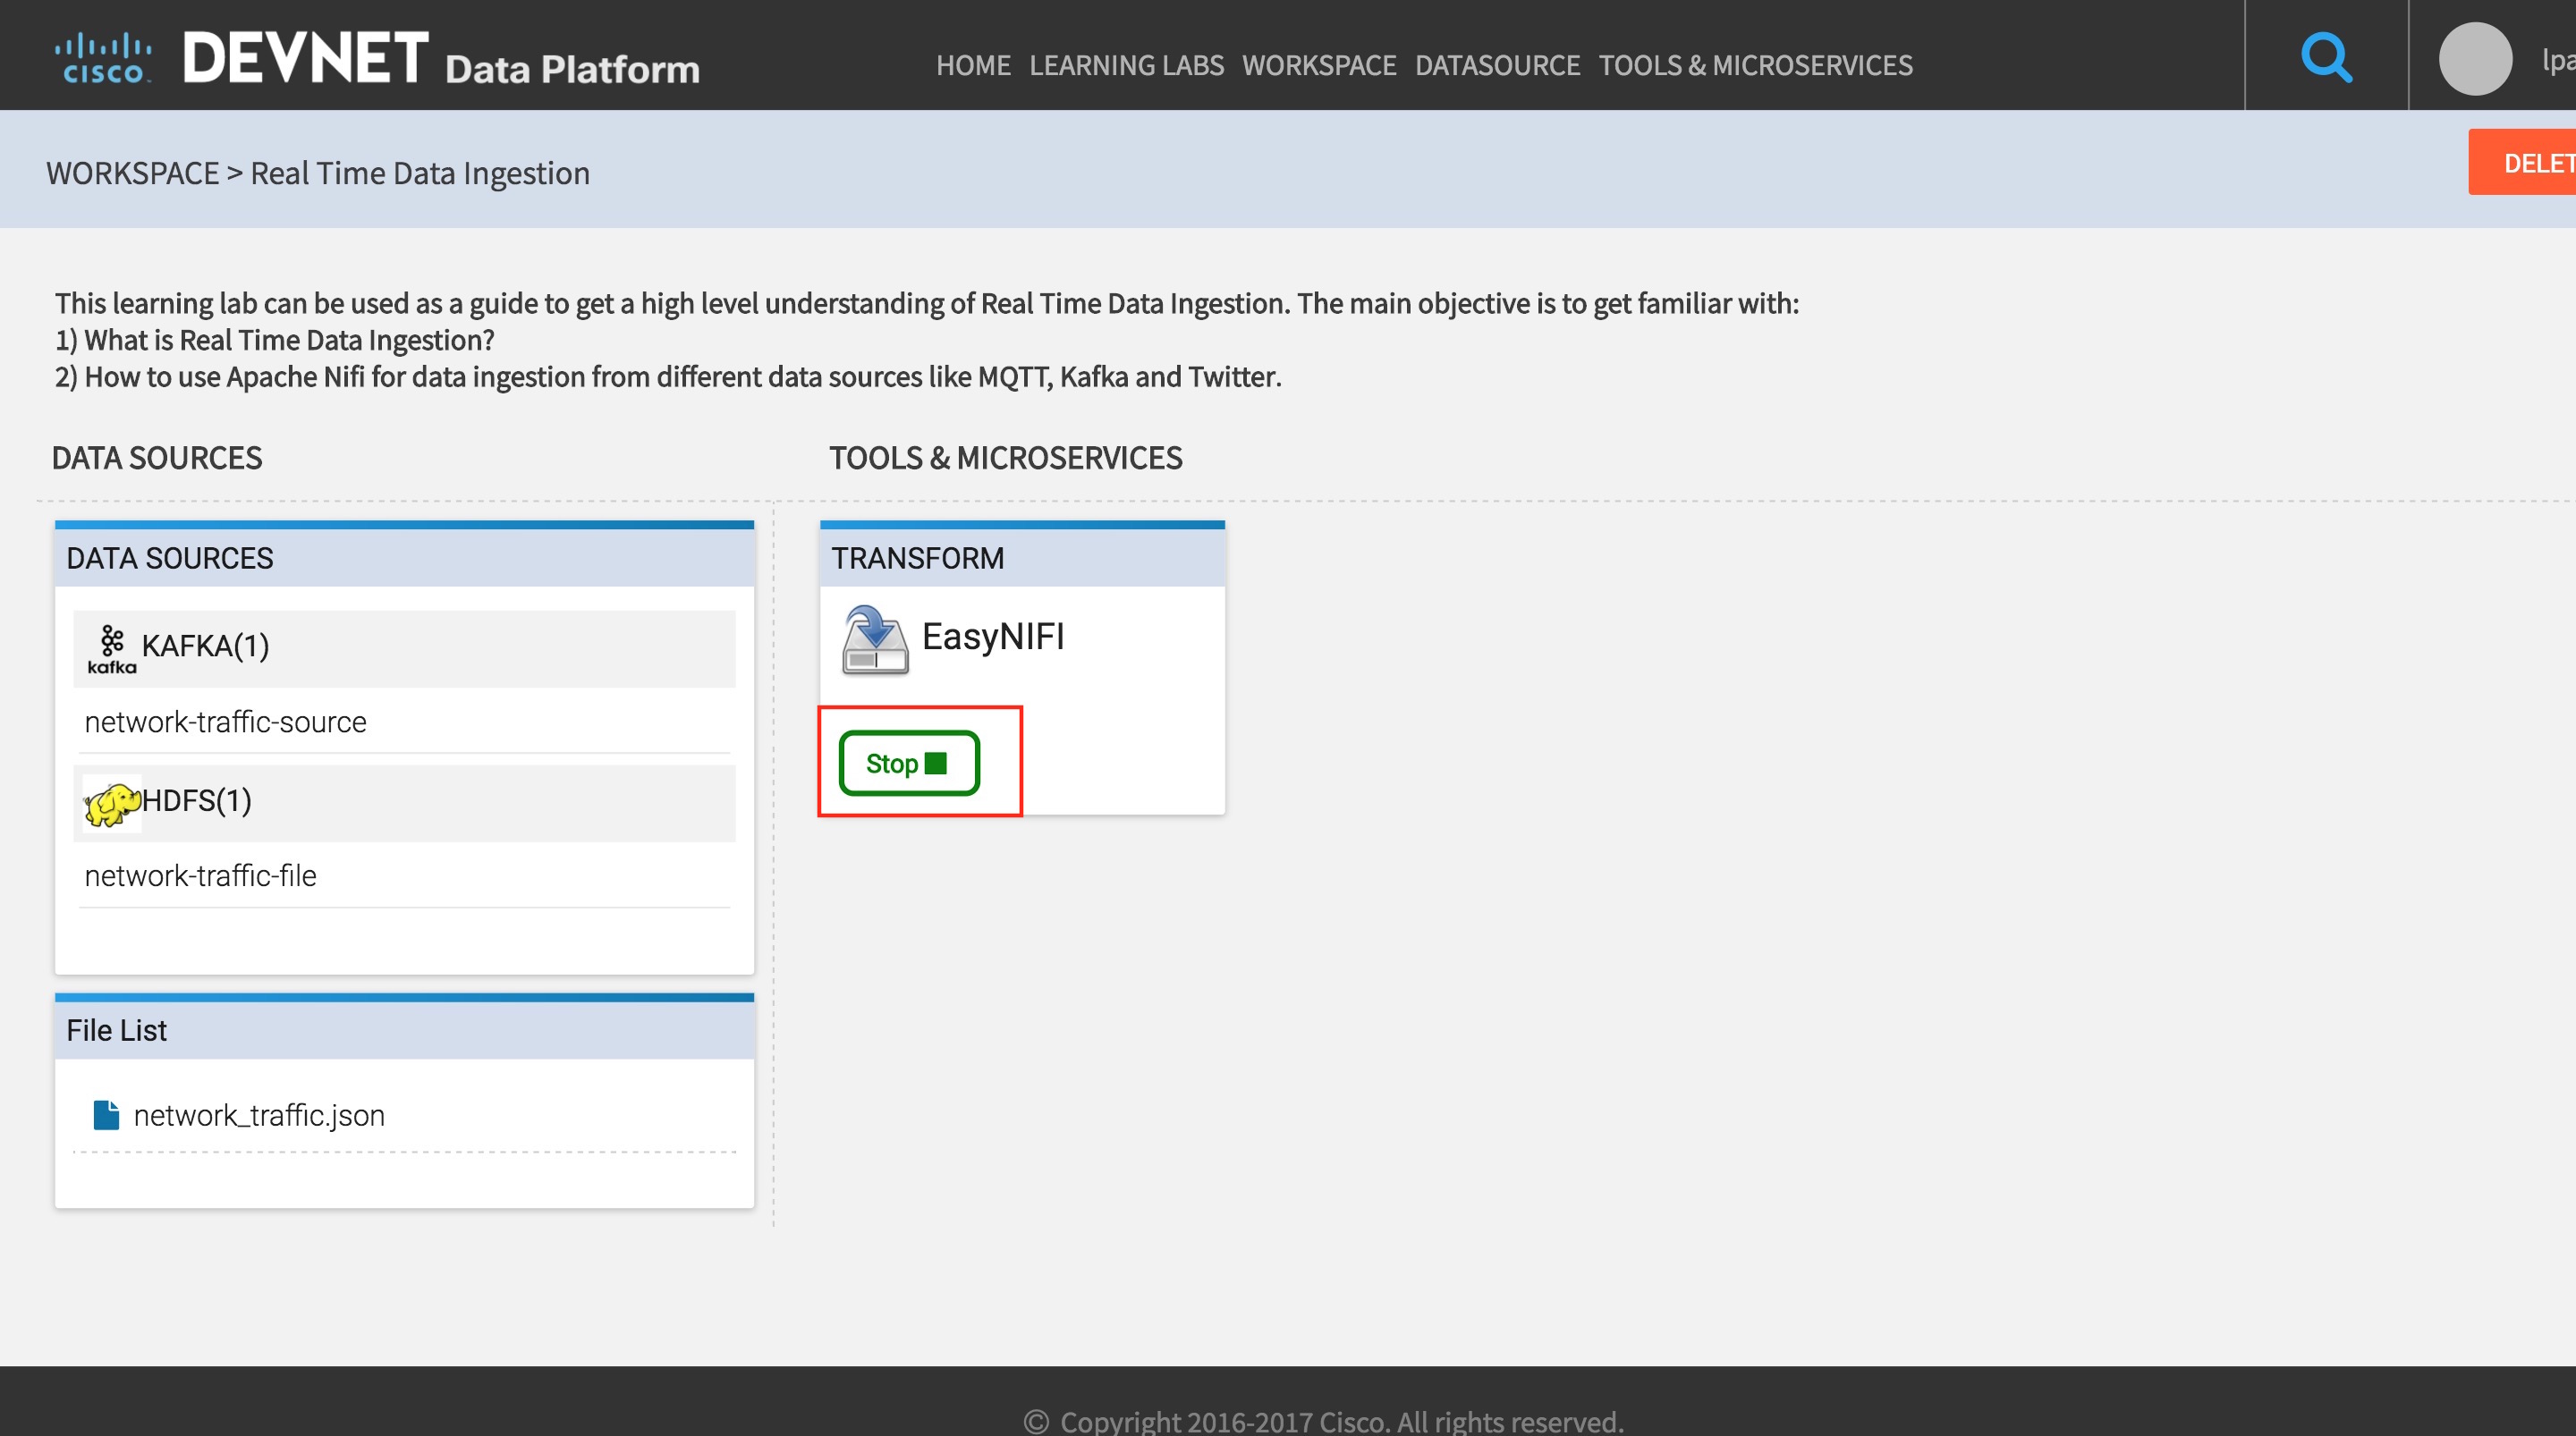 CISCO DEVNET Data Platform
HOME LEARNING LABS WORKSPACE DATASOURCE TOOLS & MICROSERVICES
lpa
WORKSPACE > Real Time Data Ingestion
DELET
This learning lab can be used as a guide to get a high level understanding of Real Time Data Ingestion. The main objective is to get familiar with:
1) What is Real Time Data Ingestion?
2) How to use Apache Nifi for data ingestion from different data sources like MQTT, Kafka and Twitter.
DATA SOURCES
TOOLS & MICROSERVICES
DATA SOURCES
kafka KAFKA(1)
network-traffic-source
HDFS(1)
network-traffic-file
TRANSFORM
EasyNIFI
Stop
File List
network_traffic.json
© Copyright 2016-2017 Cisco. All rights reserved.